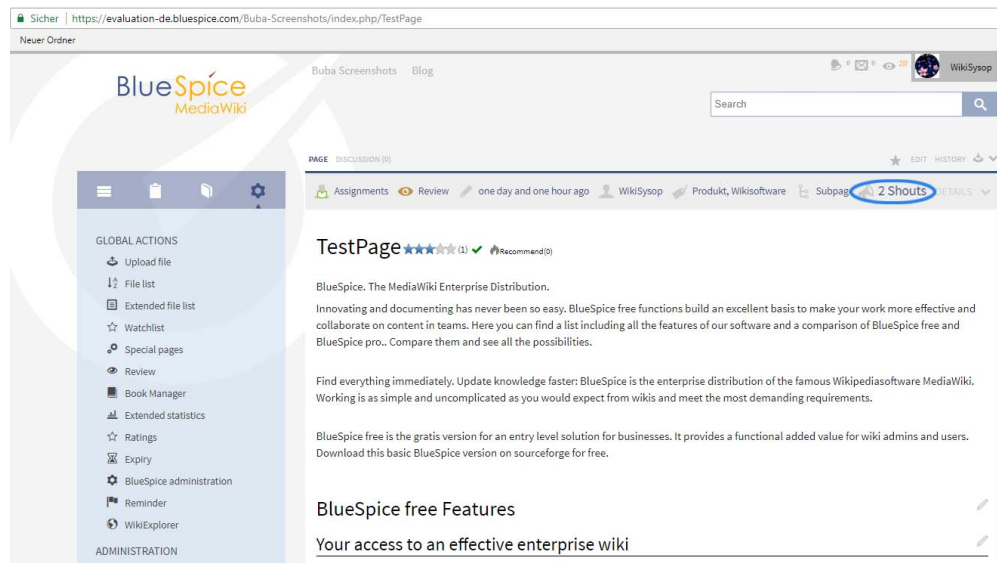 Sicher | https://evaluation-de.bluespice.com/Buba-Screenshots/index.php/TestPage
Neuer Ordner
BlueSpice
MediaWiki
Buba Screenshots Blog
0 0 20 WikiSysop
Search
PAGE DISCUSSION (0)
EDIT HISTORY
Assignments Review one day and one hour ago WikiSysop Produkt, Wikisoftware Subpag 2 Shouts DETAILS
GLOBAL ACTIONS
Upload file
File list
Extended file list
Watchlist
Special pages
Review
Book Manager
Extended statistics
Ratings
Expiry
BlueSpice administration
Reminder
WikiExplorer
ADMINISTRATION
TestPage (1) Recommend(0)
BlueSpice. The MediaWiki Enterprise Distribution.
Innovating and documenting has never been so easy. BlueSpice free functions build an excellent basis to make your work more effective and
collaborate on content in teams. Here you can find a list including all the features of our software and a comparison of BlueSpice free and
BlueSpice pro.. Compare them and see all the possibilities.
Find everything immediately. Update knowledge faster: BlueSpice is the enterprise distribution of the famous Wikipediasoftware MediaWiki.
Working is as simple and uncomplicated as you would expect from wikis and meet the most demanding requirements.
BlueSpice free is the gratis version for an entry level solution for businesses. It provides a functional added value for wiki admins and users.
Download this basic BlueSpice version on sourceforge for free.
BlueSpice free Features
Your access to an effective enterprise wiki